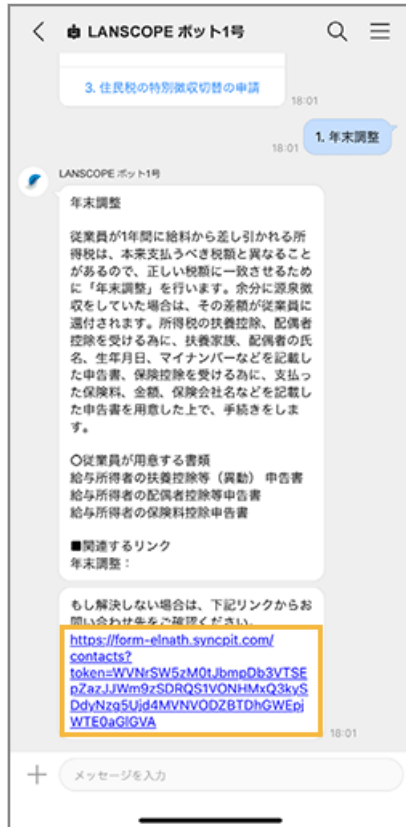 LANSCOPE ボット1号
3. 住民税の特別徴収切替の申請
18:01
1. 年末調整
18:01
LANSCOPE ボット1号
年末調整
従業員が1年間に給料から差し引かれる所
得税は、本来支払うべき税額と異なること
があるので、正しい税額に一致させるため
に「年末調整」を行います。余分に源泉徴
収をしていた場合は、その差額が従業員に
還付されます。所得税の扶養控除、配偶者
控除を受ける為に、扶養家族、配偶者の氏
名、生年月日、マイナンバーなどを記載し
た申告書、保険控除を受ける為に、支払っ
た保険料、金額、保険会社名などを記載し
た申告書を用意した上で、手続きをしま
す。
〇従業員が用意する書類
給与所得者の扶養控除等（異動） 申告書
給与所得者の配偶者控除等申告書
給与所得者の保険料控除申告書
■関連するリンク
年末調整：
もし解決しない場合は、下記リンクからお
問い合わせ先をご確認ください。
https://form-elnath.syncpit.com/
contacts?
token=WVNrSW5zM0tJbmpDb3VTSE
pZazJJWm9zSDRQS1VONHMxQ3kyS
DdyNzg5Ujd4MVNVODZBTDhGWEpj
WTE0aGlGVA
18:01
メッセージを入力